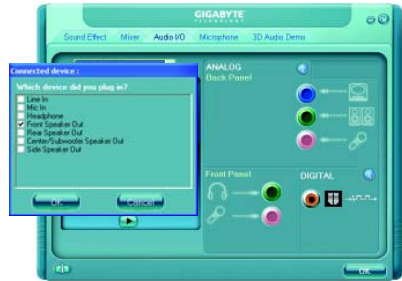 GIGABYTE
TECHNOLOGY
Sound Effect Mixer Audio I/O Microphone 3D Audio Demo
Connected device :
Which device did you plug in?
Line In
Mic In
Headphone
Front Speaker Out
Rear Speaker Out
Center/Subwoofer Speaker Out
Side Speaker Out
OK
Cancel
ANALOG
Back Panel
Front Panel
DIGITAL
OK